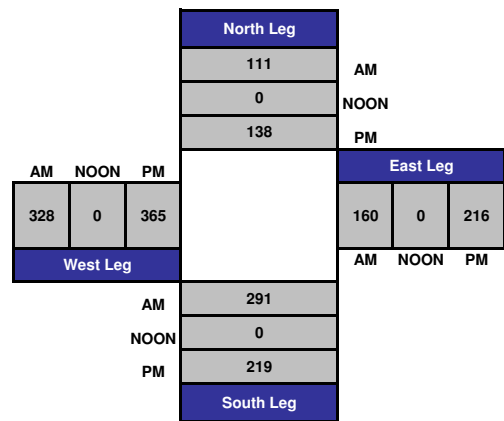 North Leg
111 AM
0 NOON
138 PM
AM NOON PM
East Leg
328 0 365
160 0 216
West Leg
AM NOON PM
AM 291
NOON 0
PM 219
South Leg